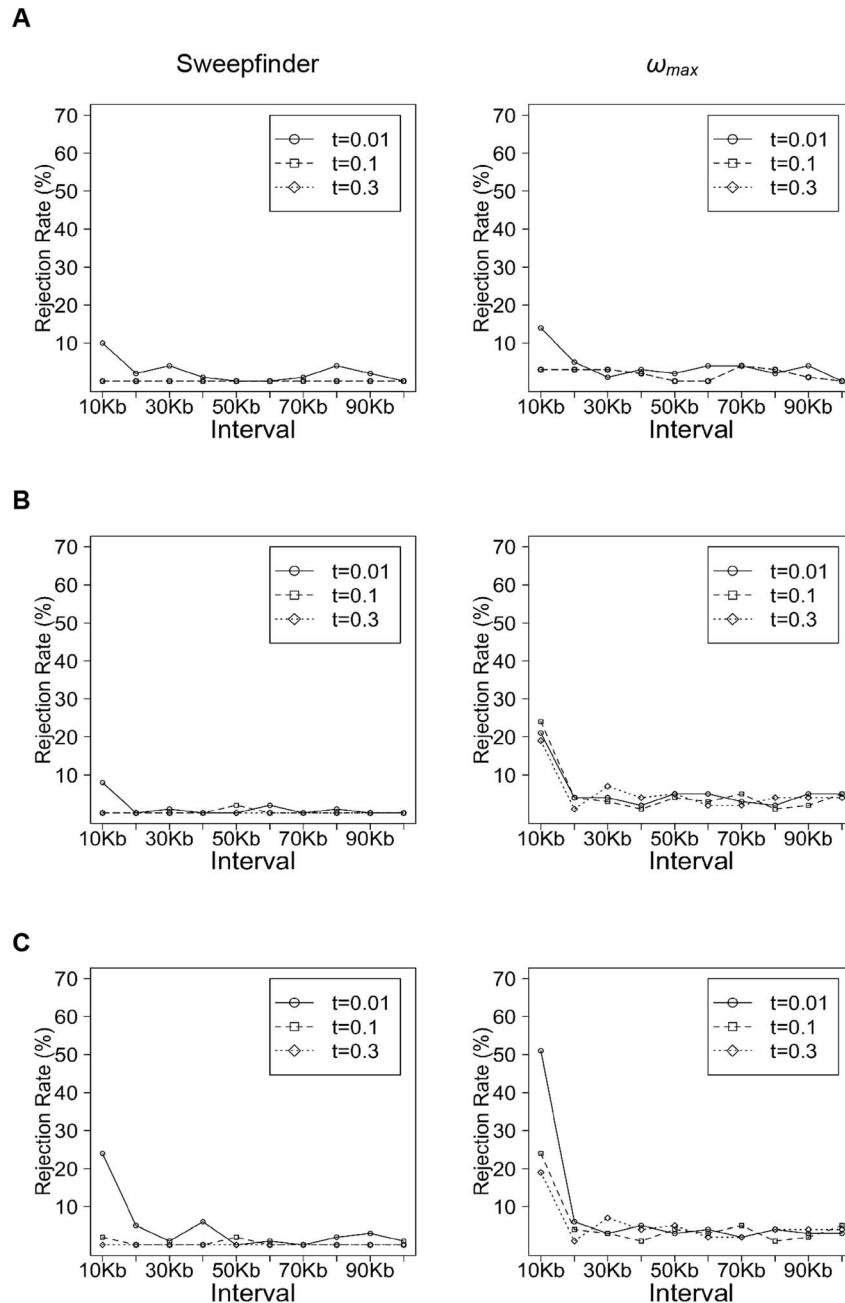 A
Sweepfinder
ω_max
Rejection Rate (%)
70
60
50
40
30
20
10
t=0.01
t=0.1
t=0.3
10Kb 30Kb 50Kb 70Kb 90Kb
Interval
Rejection Rate (%)
70
60
50
40
30
20
10
t=0.01
t=0.1
t=0.3
10Kb 30Kb 50Kb 70Kb 90Kb
Interval
B
Rejection Rate (%)
70
60
50
40
30
20
10
t=0.01
t=0.1
t=0.3
10Kb 30Kb 50Kb 70Kb 90Kb
Interval
Rejection Rate (%)
70
60
50
40
30
20
10
t=0.01
t=0.1
t=0.3
10Kb 30Kb 50Kb 70Kb 90Kb
Interval
C
Rejection Rate (%)
70
60
50
40
30
20
10
t=0.01
t=0.1
t=0.3
10Kb 30Kb 50Kb 70Kb 90Kb
Interval
Rejection Rate (%)
70
60
50
40
30
20
10
t=0.01
t=0.1
t=0.3
10Kb 30Kb 50Kb 70Kb 90Kb
Interval